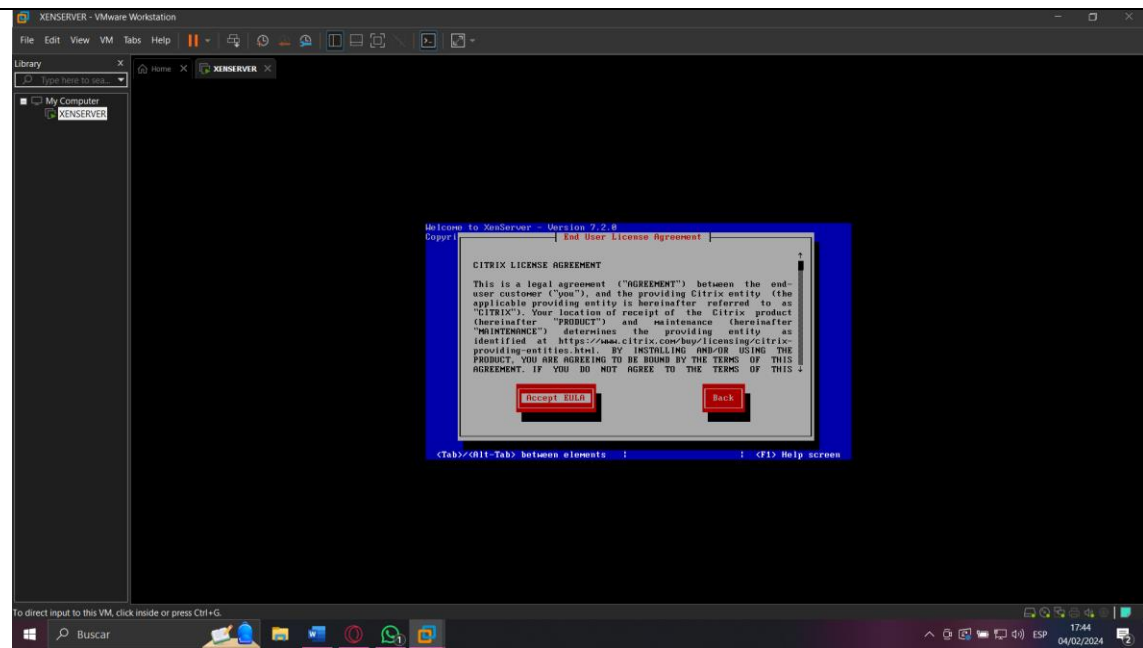 XENSERVER - VMware Workstation
File Edit View VM Tabs Help
Library X
Type here to sea...
Home X XENSERVER X
My Computer
XENSERVER
Welcome to XenServer - Version 7.2.0
Copyri
End User License Agreement
CITRIX LICENSE AGREEMENT
This is a legal agreement ("AGREEMENT") between the end-
user customer ("you"), and the providing Citrix entity (the
applicable providing entity is hereinafter referred to as
"CITRIX"). Your location of receipt of the Citrix product
(hereinafter "PRODUCT") and maintenance (hereinafter
"MAINTENANCE") determines the providing entity as
identified at https://www.citrix.com/buy/licensing/citrix-
providing-entities.html. BY INSTALLING AND/OR USING THE
PRODUCT, YOU ARE AGREEING TO BE BOUND BY THE TERMS OF THIS
AGREEMENT. IF YOU DO NOT AGREE TO THE TERMS OF THIS
Accept EULA Back
<Tab>/<Alt-Tab> between elements | | <F1> Help screen
To direct input to this VM, click inside or press Ctrl+G.
Buscar
ESP 17:44
04/02/2024